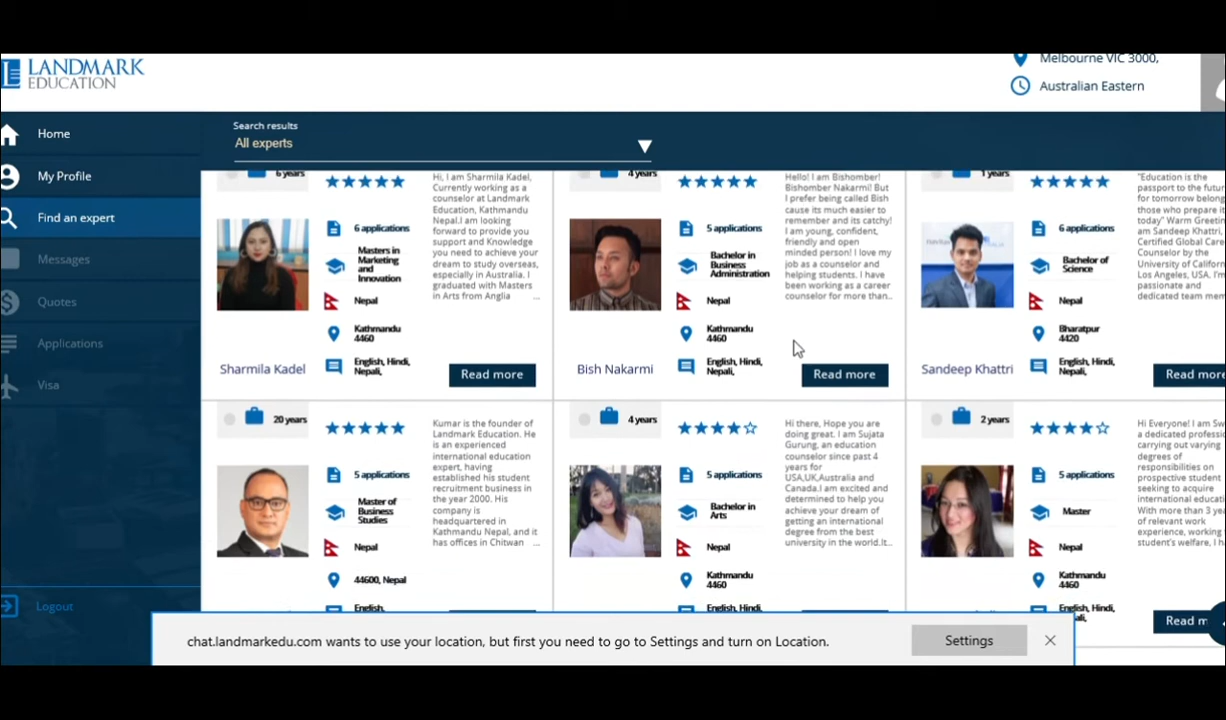 LANDMARK
EDUCATION
Melbourne VIC 3000,
Australian Eastern
Home
My Profile
Find an expert
Messages
Quotes
Applications
Visa
Logout
Search results
All experts
6 years
6 applications
Masters in
Marketing
and
Innovation
Nepal
Kathmandu
4460
English, Hindi,
Nepali,
Sharmila Kadel
Hi, I am Sharmila Kadel,
Currently working as a
counselor at Landmark
Education, Kathmandu
Nepal.I am looking
forward to provide you
support and Knowledge
you need to achieve your
dream to study overseas,
especially in Australia. I
graduated with Masters
in Arts from Anglia ...
Read more
4 years
5 applications
Bachelor in
Business
Administration
Nepal
Kathmandu
4460
English, Hindi,
Nepali,
Bish Nakarmi
Hello! I am Bishomber!
Bishomber Nakarmi! But
I prefer being called Bish
cause its much easier to
remember and its catchy!
I am young, confident,
friendly and open
minded person! I love my
job as a counselor and
helping students. I have
been working as a career
counselor for more than...
Read more
1 years
6 applications
Bachelor of
Science
Nepal
Bharatpur
4420
English, Hindi,
Nepali,
Sandeep Khattri
"Education is the
passport to the futur
for tomorrow belong
those who prepare it
today" Warm Greetin
am Sandeep Khattri,
Certified Global Care
Counselor by the
University of Californ
Los Angeles, USA. I'm
passionate and
dedicated team mem
Read more
20 years
5 applications
Master of
Business
Studies
Nepal
44600, Nepal
English,
Kumar is the founder of
Landmark Education. He
is an experienced
international education
expert, having
established his student
recruitment business in
the year 2000. His
company is
headquartered in
Kathmandu Nepal, and it
has offices in Chitwan ...
4 years
5 applications
Bachelor in
Arts
Nepal
Kathmandu
4460
English, Hindi,
Hi there, Hope you are
doing great. I am Sujata
Gurung, an education
counselor since past 4
years for
USA,UK,Australia and
Canada.I am excited and
determined to help you
achieve your dream of
getting an international
degree from the best
university in the world.It...
2 years
5 applications
Master
Nepal
Kathmandu
4460
English, Hindi,
Hi Everyone! I am Sw
a dedicated professio
carrying out varying
degrees of
responsibilities on
prospective student
seeking to acquire
international educati
With more than 3 yea
of relevant work
experience, working
student's welfare, I h
Read m
chat.landmarkedu.com wants to use your location, but first you need to go to Settings and turn on Location.
Settings